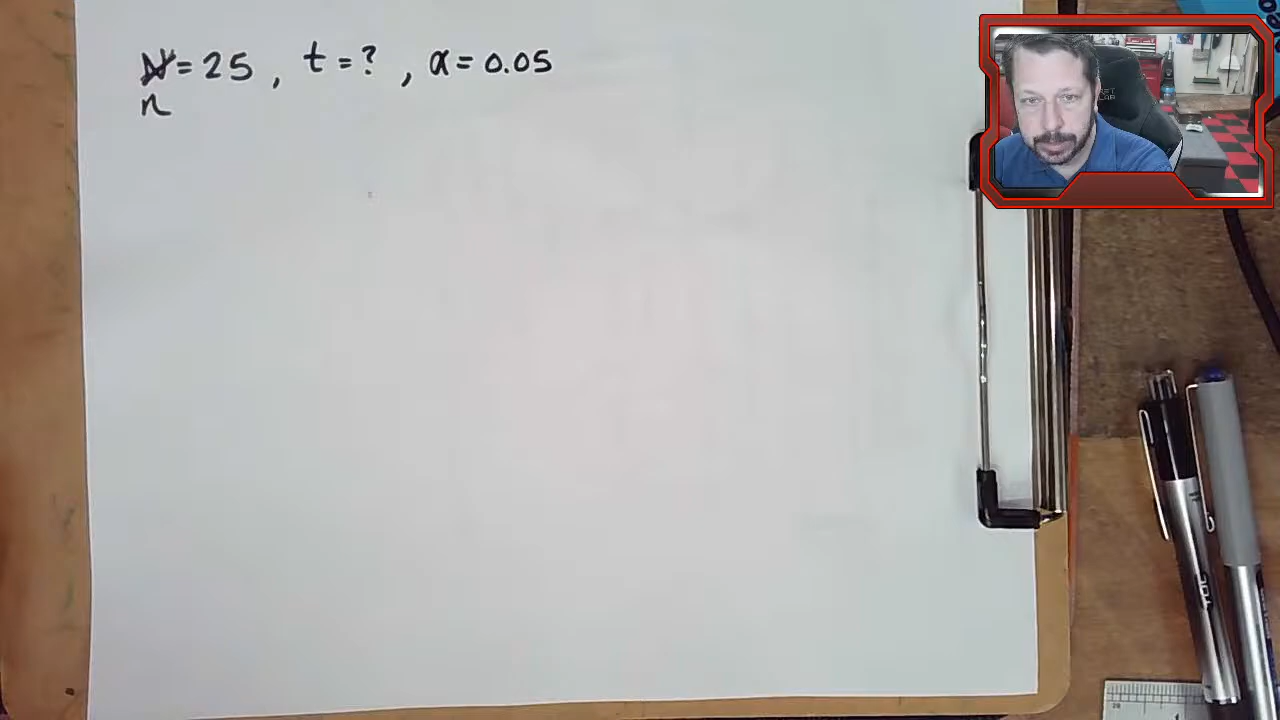 N = 25 , t = ? , α = 0.05
n